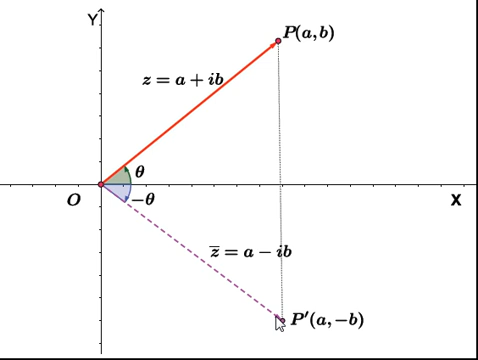 Y
P(a,b)
z = a + ib
θ
O
X
−θ
z̅ = a − ib
P′(a,−b)